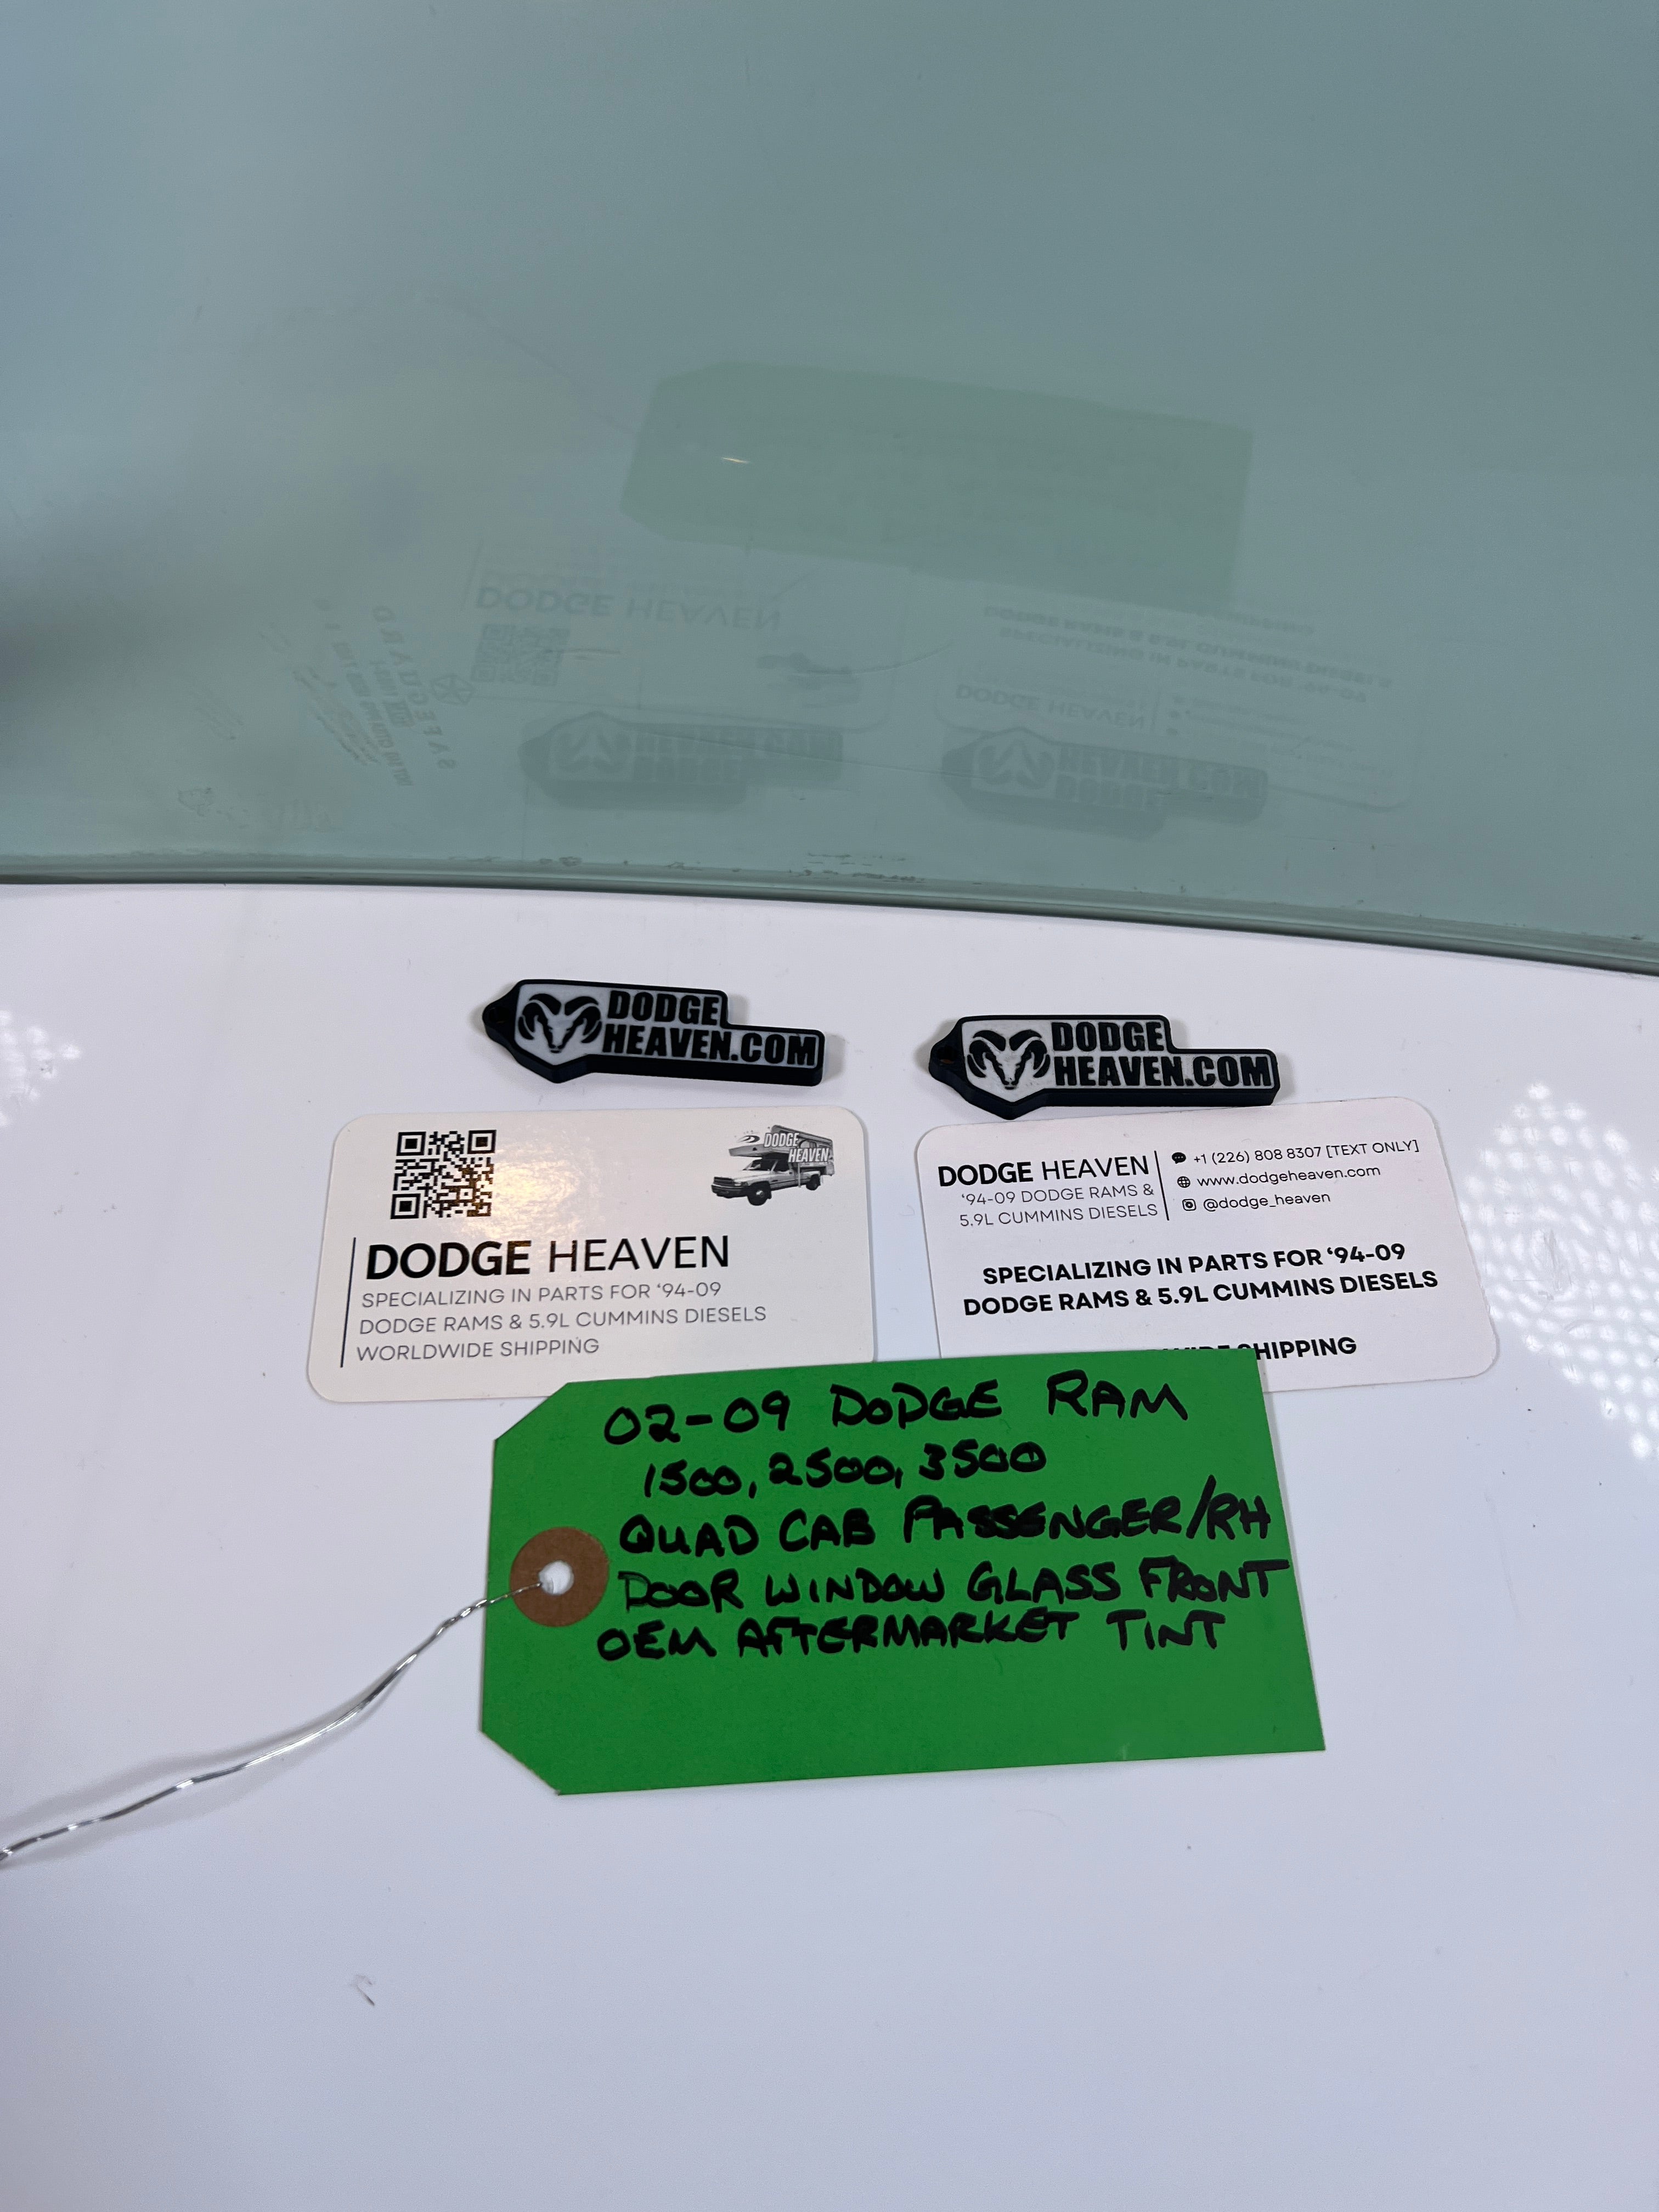 DODGE
HEAVEN.COM
DODGE
HEAVEN.COM
DODGE
HEAVEN
DODGE HEAVEN
SPECIALIZING IN PARTS FOR '94-09
DODGE RAMS & 5.9L CUMMINS DIESELS
WORLDWIDE SHIPPING
DODGE HEAVEN
'94-09 DODGE RAMS &
5.9L CUMMINS DIESELS
+1 (226) 808 8307 [TEXT ONLY]
www.dodgeheaven.com
@dodge_heaven
SPECIALIZING IN PARTS FOR '94-09
DODGE RAMS & 5.9L CUMMINS DIESELS
SHIPPING
02-09 DODGE RAM
1500, 2500, 3500
QUAD CAB PASSENGER/RH
DOOR WINDOW GLASS FRONT
OEM AFTERMARKET TINT